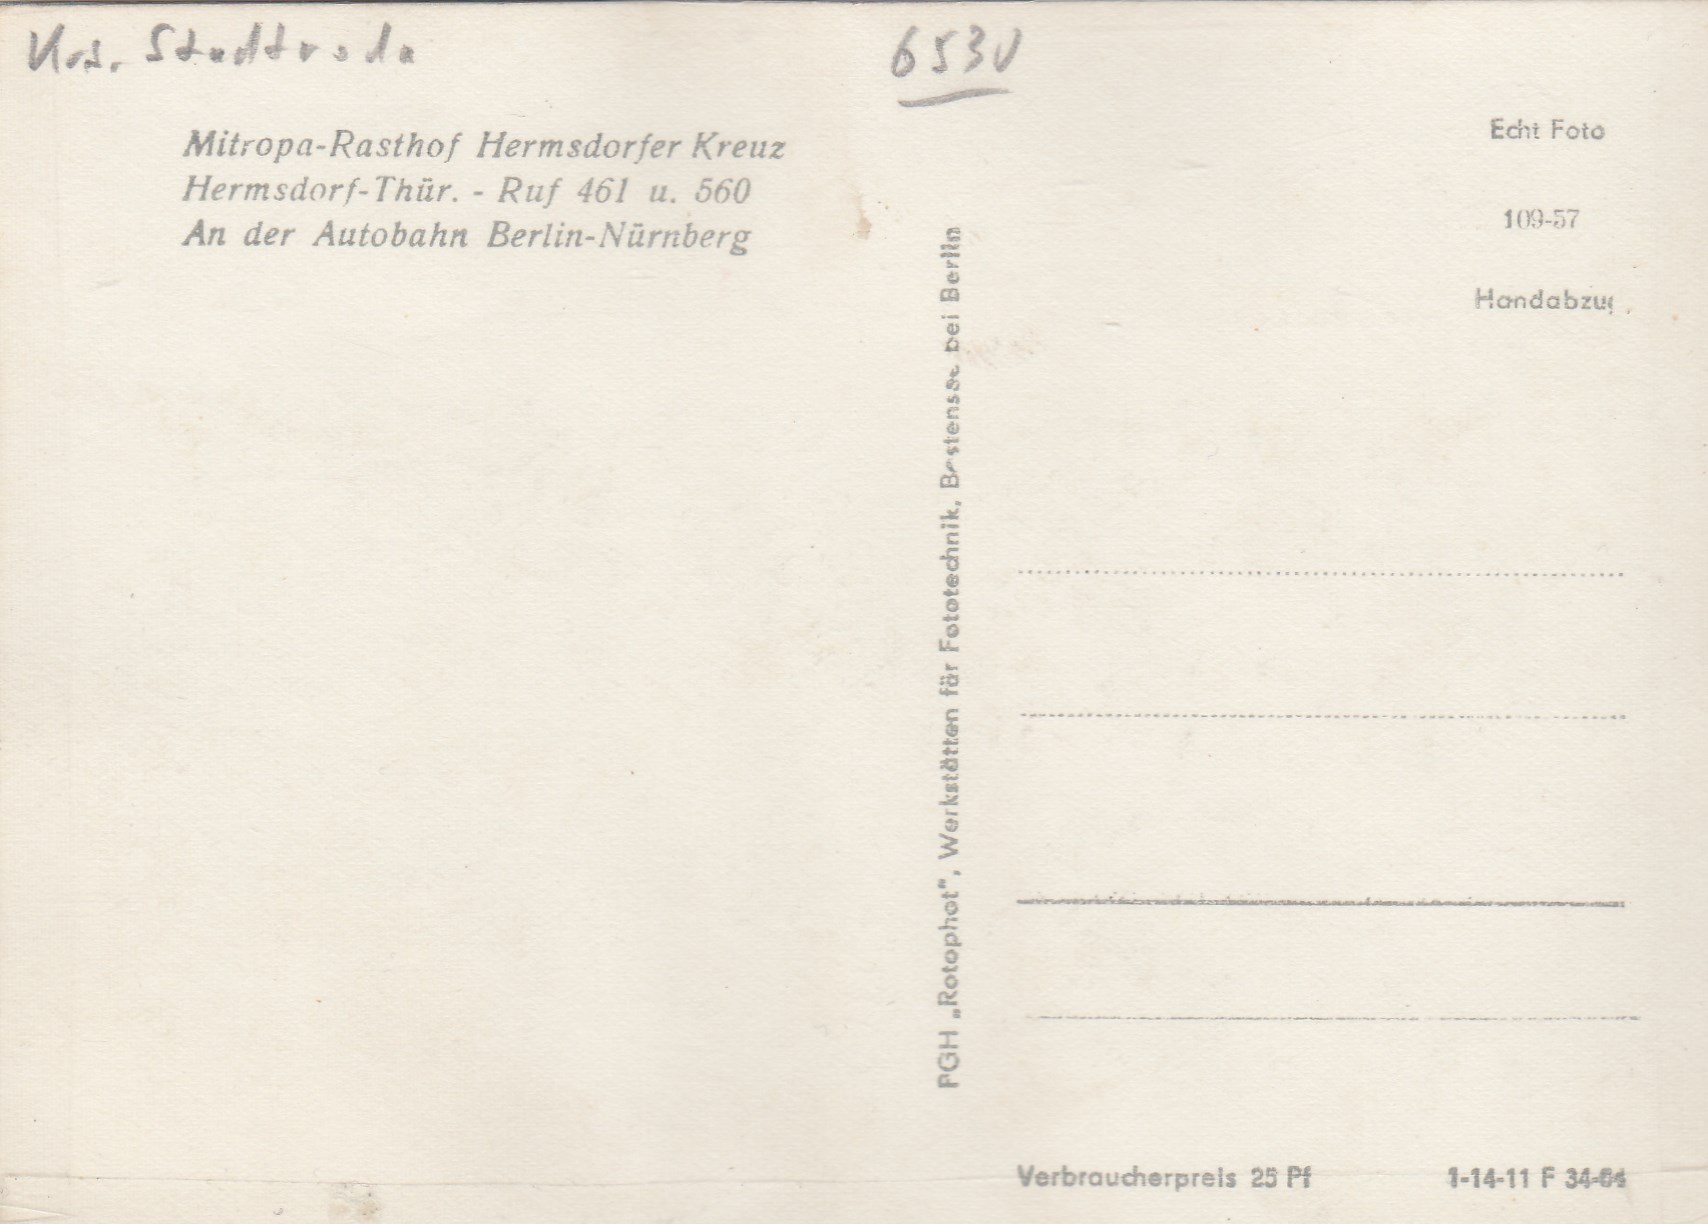 Krs. Stadtroda
6530
Mitropa-Rasthof Hermsdorfer Kreuz
Hermsdorf-Thür. - Ruf 461 u. 560
An der Autobahn Berlin-Nürnberg
PGH „Rotophot", Werkstätten für Fototechnik, Bestensee bei Berlin
Echt Foto
109-57
Handabzug
Verbraucherpreis 25 Pf
1-14-11 F 34-64